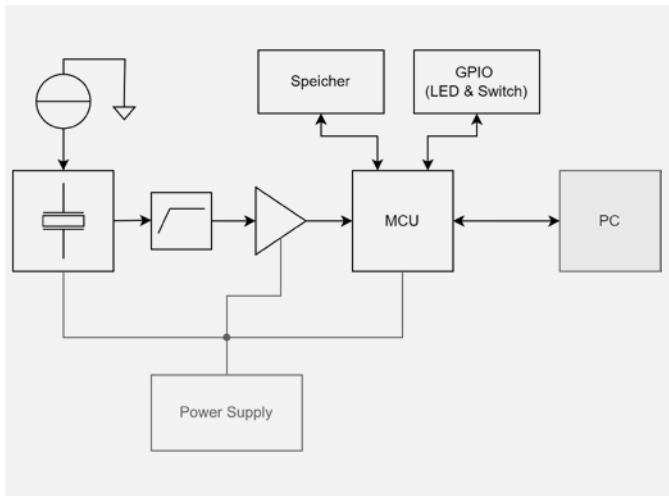 Speicher
GPIO
(LED & Switch)
MCU
PC
Power Supply